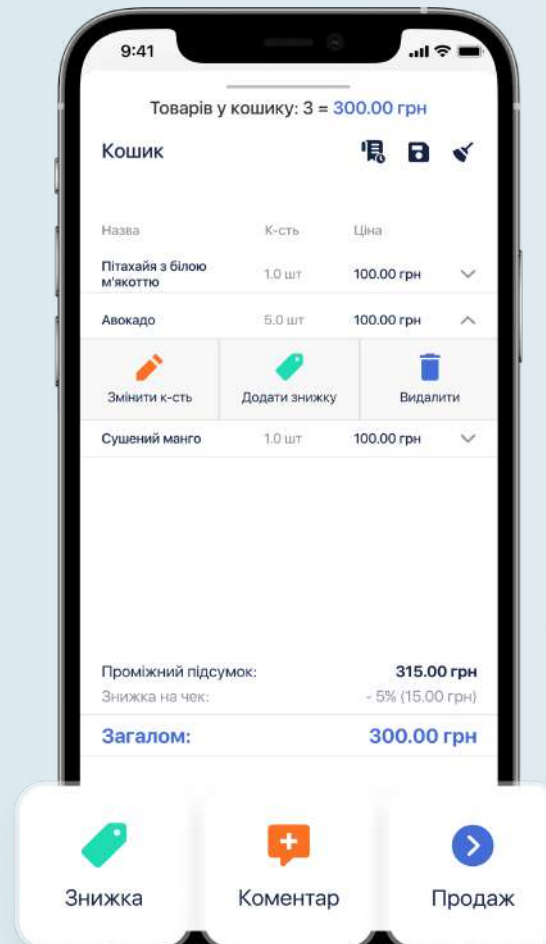 9:41
Товарів у кошику: 3 = 300.00 грн
Кошик
Назва К-сть Ціна
Пітахайя з білою
м'якоттю 1.0 шт 100.00 грн
Авокадо 5.0 шт 100.00 грн
Змінити к-сть Додати знижку Видалити
Сушений манго 1.0 шт 100.00 грн
Проміжний підсумок: 315.00 грн
Знижка на чек: - 5% (15.00 грн)
Загалом: 300.00 грн
Знижка Коментар Продаж